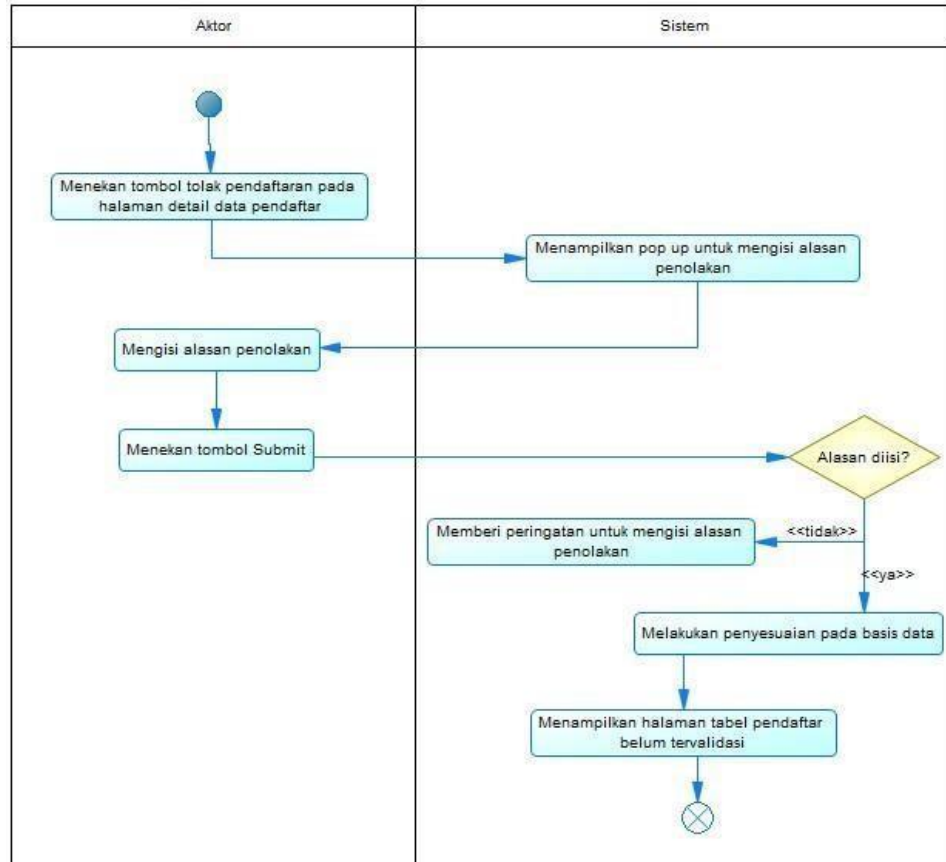 Aktor
Sistem
Menekan tombol tolak pendaftaran pada
halaman detail data pendaftar
Menampilkan pop up untuk mengisi alasan
penolakan
Mengisi alasan penolakan
Menekan tombol Submit
Alasan diisi?
Memberi peringatan untuk mengisi alasan
penolakan
<<tidak>>
<<ya>>
Melakukan penyesuaian pada basis data
Menampilkan halaman tabel pendaftar
belum tervalidasi